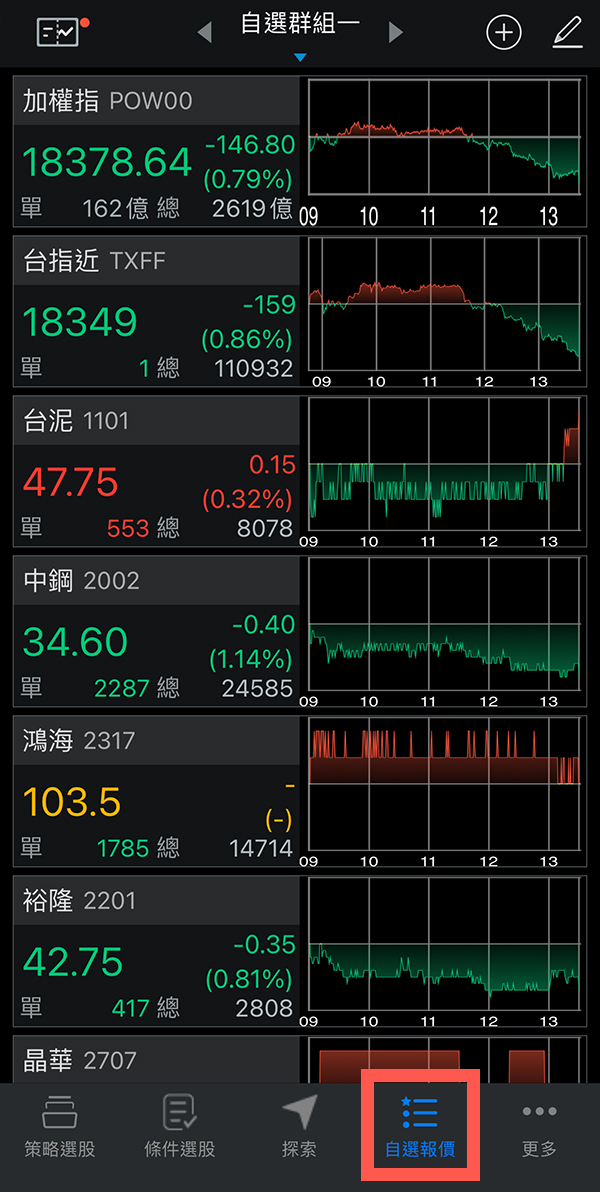 自選群組一
加權指 POW00
18378.64 -146.80
(0.79%)
單 162億 總 2619億
09 10 11 12 13
台指近 TXFF
18349 -159
(0.86%)
單 1 總 110932
09 10 11 12 13
台泥 1101
47.75 0.15
(0.32%)
單 553 總 8078
09 10 11 12 13
中鋼 2002
34.60 -0.40
(1.14%)
單 2287 總 24585
09 10 11 12 13
鴻海 2317
103.5 -
(-)
單 1785 總 14714
09 10 11 12 13
裕隆 2201
42.75 -0.35
(0.81%)
單 417 總 2808
09 10 11 12 13
晶華 2707
策略選股 條件選股 探索 自選報價 更多